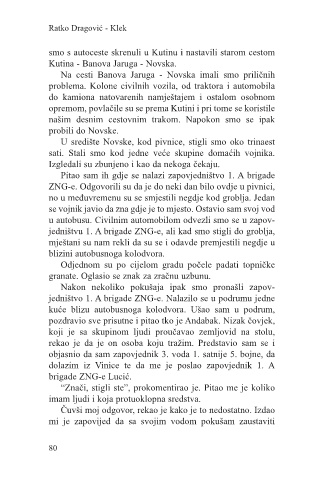 Ratko Dragović - Klek
smo s autoceste skrenuli u Kutinu i nastavili starom cestom
Kutina - Banova Jaruga - Novska.
Na cesti Banova Jaruga - Novska imali smo priličnih
problema. Kolone civilnih vozila, od traktora i automobila
do kamiona natovarenih namještajem i ostalom osobnom
opremom, povlačile su se prema Kutini i pri tome se koristile
našim desnim cestovnim trakom. Napokon smo se ipak
probili do Novske.
U središte Novske, kod pivnice, stigli smo oko trinaest
sati. Stali smo kod jedne veće skupine domaćih vojnika.
Izgledali su zbunjeno i kao da nekoga čekaju.
Pitao sam ih gdje se nalazi zapovjedništvo 1. A brigade
ZNG-e. Odgovorili su da je do neki dan bilo ovdje u pivnici,
no u međuvremenu su se smjestili negdje kod groblja. Jedan
se vojnik javio da zna gdje je to mjesto. Ostavio sam svoj vod
u autobusu. Civilnim automobilom odvezli smo se u zapov-
jedništvu 1. A brigade ZNG-e, ali kad smo stigli do groblja,
mještani su nam rekli da su se i odavde premjestili negdje u
blizini autobusnog kolodvora.
Odjednom su po cijelom gradu počele padati topničke
granate. Oglasio se znak za zračnu uzbunu.
Nakon nekoliko pokušaja ipak smo pronašli zapov-
jedništvo 1. A brigade ZNG-e. Nalazilo se u podrumu jedne
kuće blizu autobusnoga kolodvora. Ušao sam u podrum,
pozdravio sve prisutne i pitao tko je Andabak. Nizak čovjek,
koji je sa skupinom ljudi proučavao zemljovid na stolu,
rekao je da je on osoba koju tražim. Predstavio sam se i
objasnio da sam zapovjednik 3. voda 1. satnije 5. bojne, da
dolazim iz Vinice te da me je poslao zapovjednik 1. A
brigade ZNG-e Lucić.
“Znači, stigli ste”, prokomentirao je. Pitao me je koliko
imam ljudi i koja protuoklopna sredstva.
Čuvši moj odgovor, rekao je kako je to nedostatno. Izdao
mi je zapovijed da sa svojim vodom pokušam zaustaviti
80